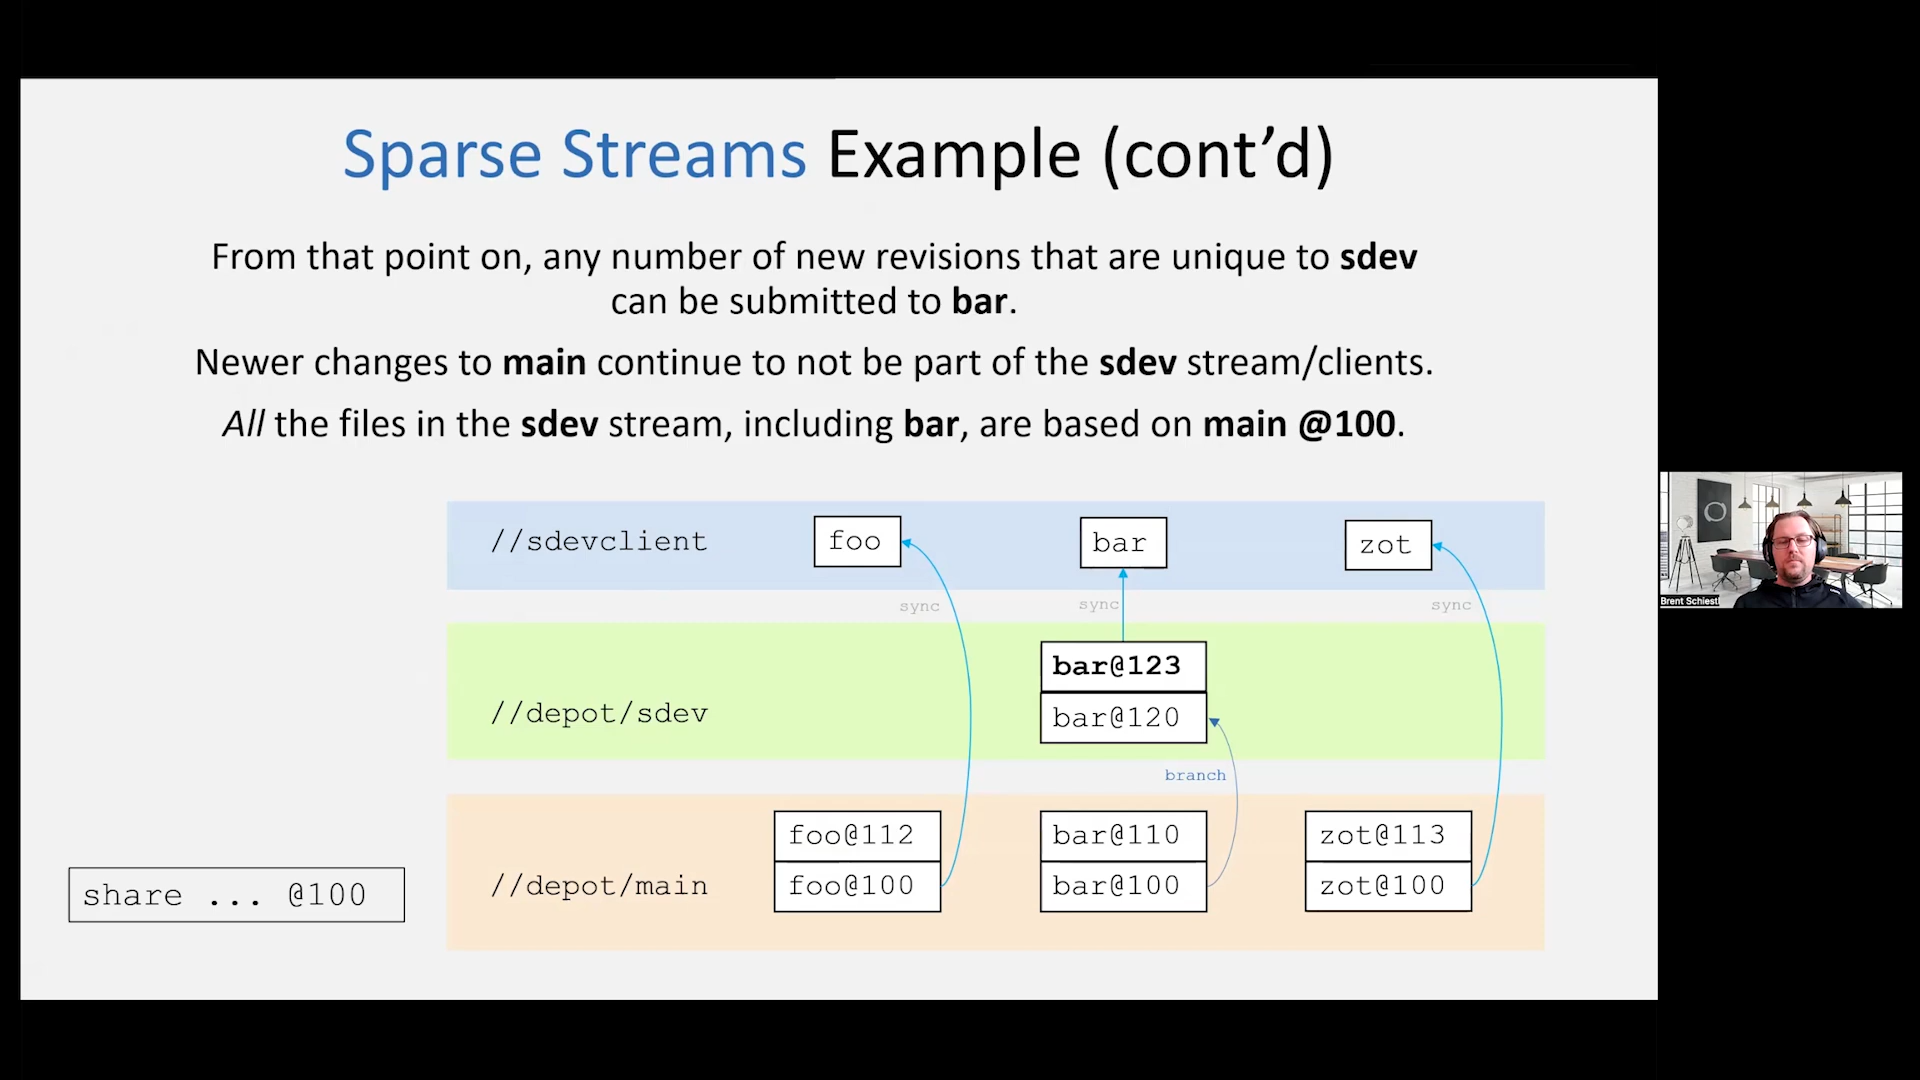 Sparse Streams Example (cont’d)
From that point on, any number of new revisions that are unique to sdev
can be submitted to bar.
Newer changes to main continue to not be part of the sdev stream/clients.
All the files in the sdev stream, including bar, are based on main @100.
//sdevclient
foo
bar
zot
sync
sync
sync
bar@123
//depot/sdev
bar@120
branch
foo@112
bar@110
zot@113
share ... @100
//depot/main
foo@100
bar@100
zot@100
Brent Schiestl